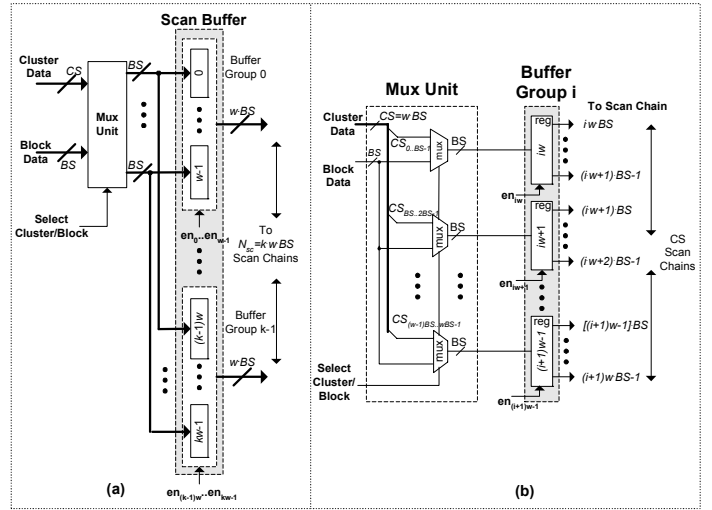 Scan Buffer
Cluster
Data
CS
BS
Mux
Unit
Block
Data
BS
BS
Select
Cluster/Block
0
Buffer
Group 0
w·BS
w-1
en0..enw-1
To
Nsc=k·w·BS
Scan Chains
Buffer
Group k-1
(k-1)w
w·BS
kw-1
en(k-1)w..enkw-1
(a)
Mux Unit
Buffer
Group i
Cluster
Data
CS=w·BS
To Scan Chain
CS0..BS-1
mux
BS
reg
iw
i·w·BS
BS
Block
Data
(i·w+1)·BS-1
eniw
CSBS..2BS-1
mux
BS
reg
iw+1
(i·w+1)·BS
(i·w+2)·BS-1
eniw+1
CS
Scan
Chains
CS(w-1)BS..wBS-1
mux
BS
reg
(i+1)w-1
[(i+1)w-1]·BS
(i+1)w·BS-1
Select
Cluster/
Block
en(i+1)w-1
(b)